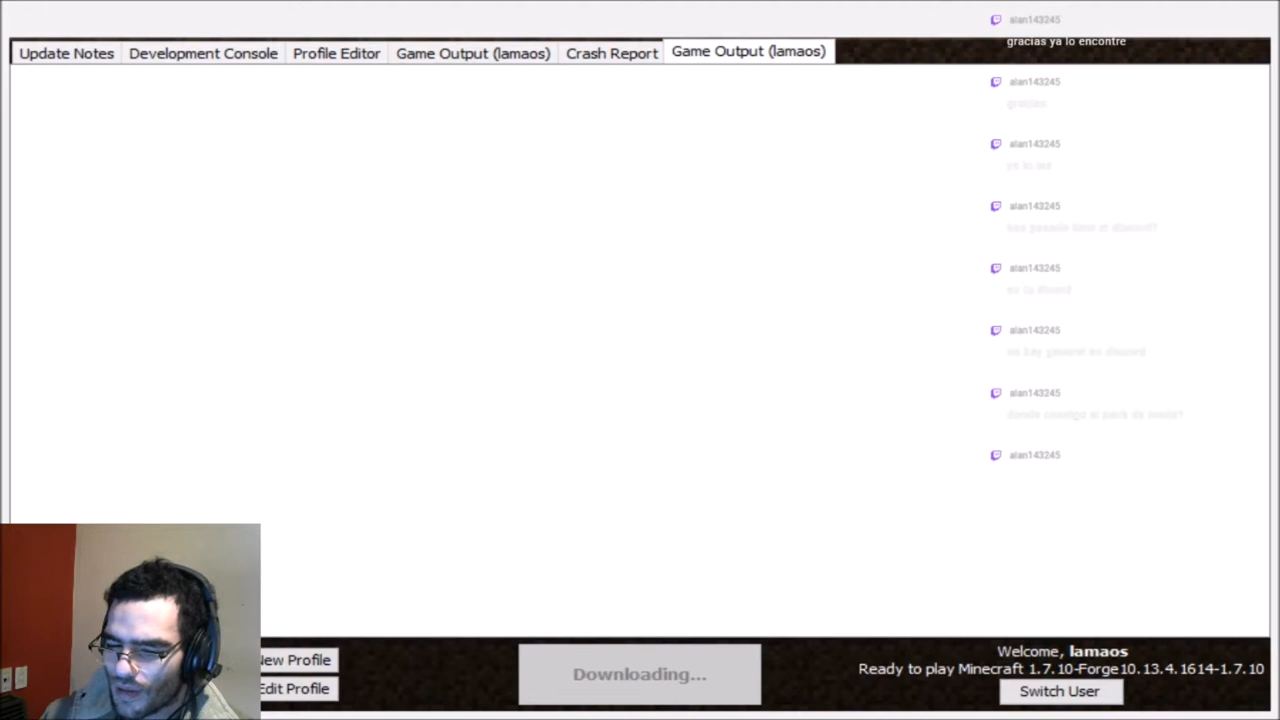 alan143245
gracias ya lo encontre
Update Notes
Development Console
Profile Editor
Game Output (lamaos)
Crash Report
Game Output (lamaos)
alan143245
gracias
alan143245
alan143245
alan143245
alan143245
alan143245
alan143245
New Profile
Edit Profile
Downloading...
Welcome, lamaos
Ready to play Minecraft 1.7.10-Forge10.13.4.1614-1.7.10
Switch User